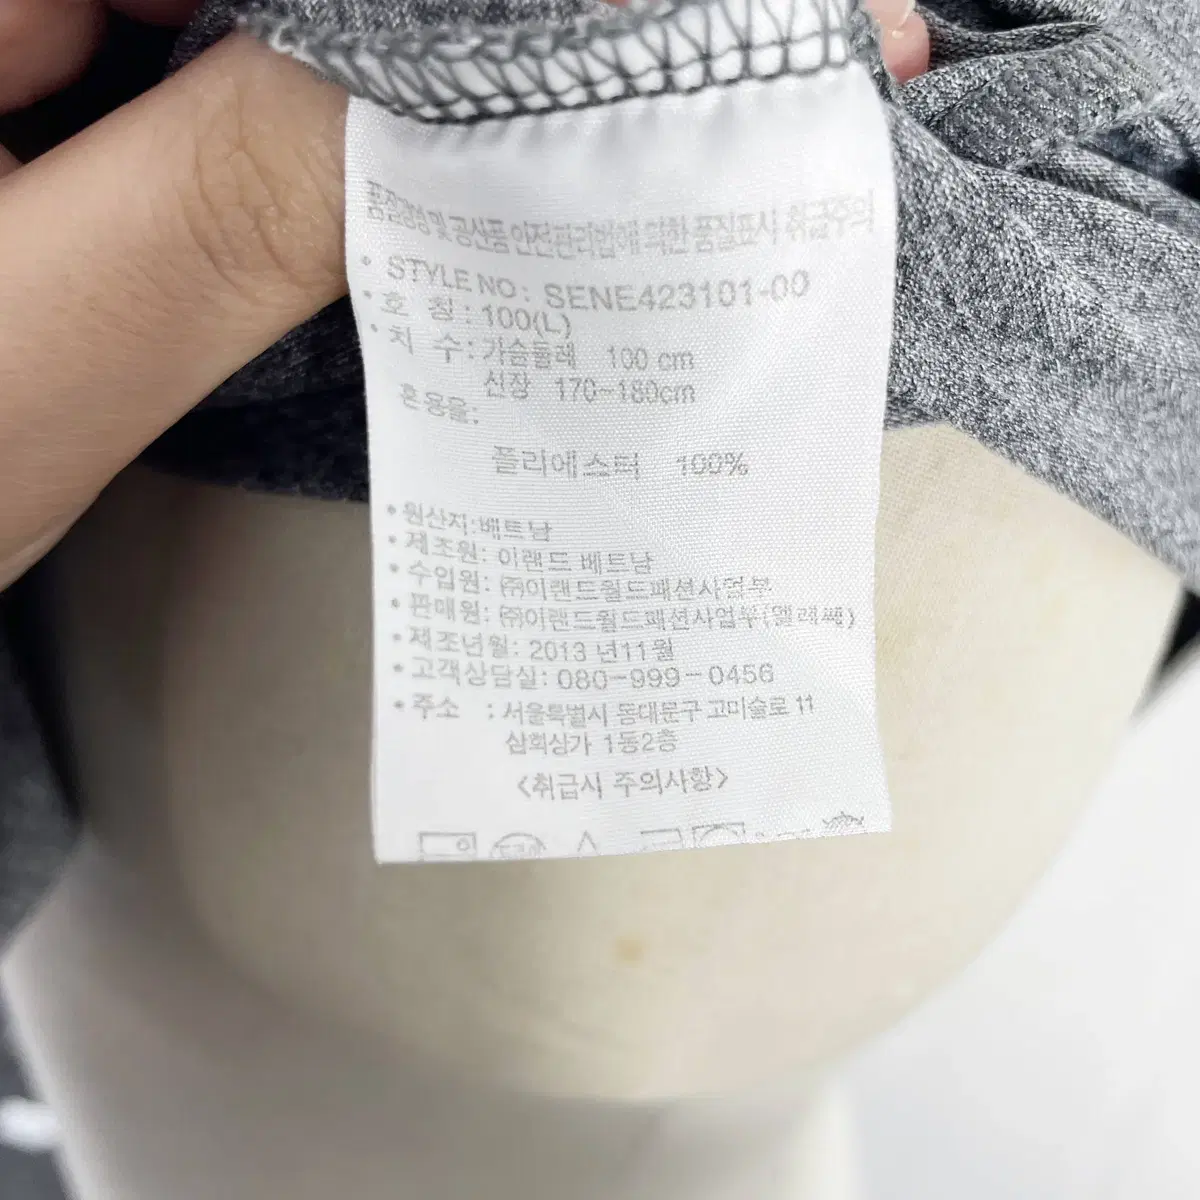 품질경영 및 공산품 안전관리법에 의한 품질표시 취급주의
• STYLE NO: SENE423101-00
• 호 칭: 100(L)
• 치 수: 가슴둘레 100 cm
신장 170~180cm
혼용율:
폴리에스터 100%
• 원산지: 베트남
• 제조원: 이랜드 베트남
• 수입원: ㈜이랜드월드패션사업부
• 판매원: ㈜이랜드월드패션사업부(엘레쎄)
• 제조년월: 2013 년11월
• 고객상담실: 080-999-0456
• 주소 : 서울특별시 동대문구 고미술로 11
삼희상가 1동2층
<취급시 주의사항>